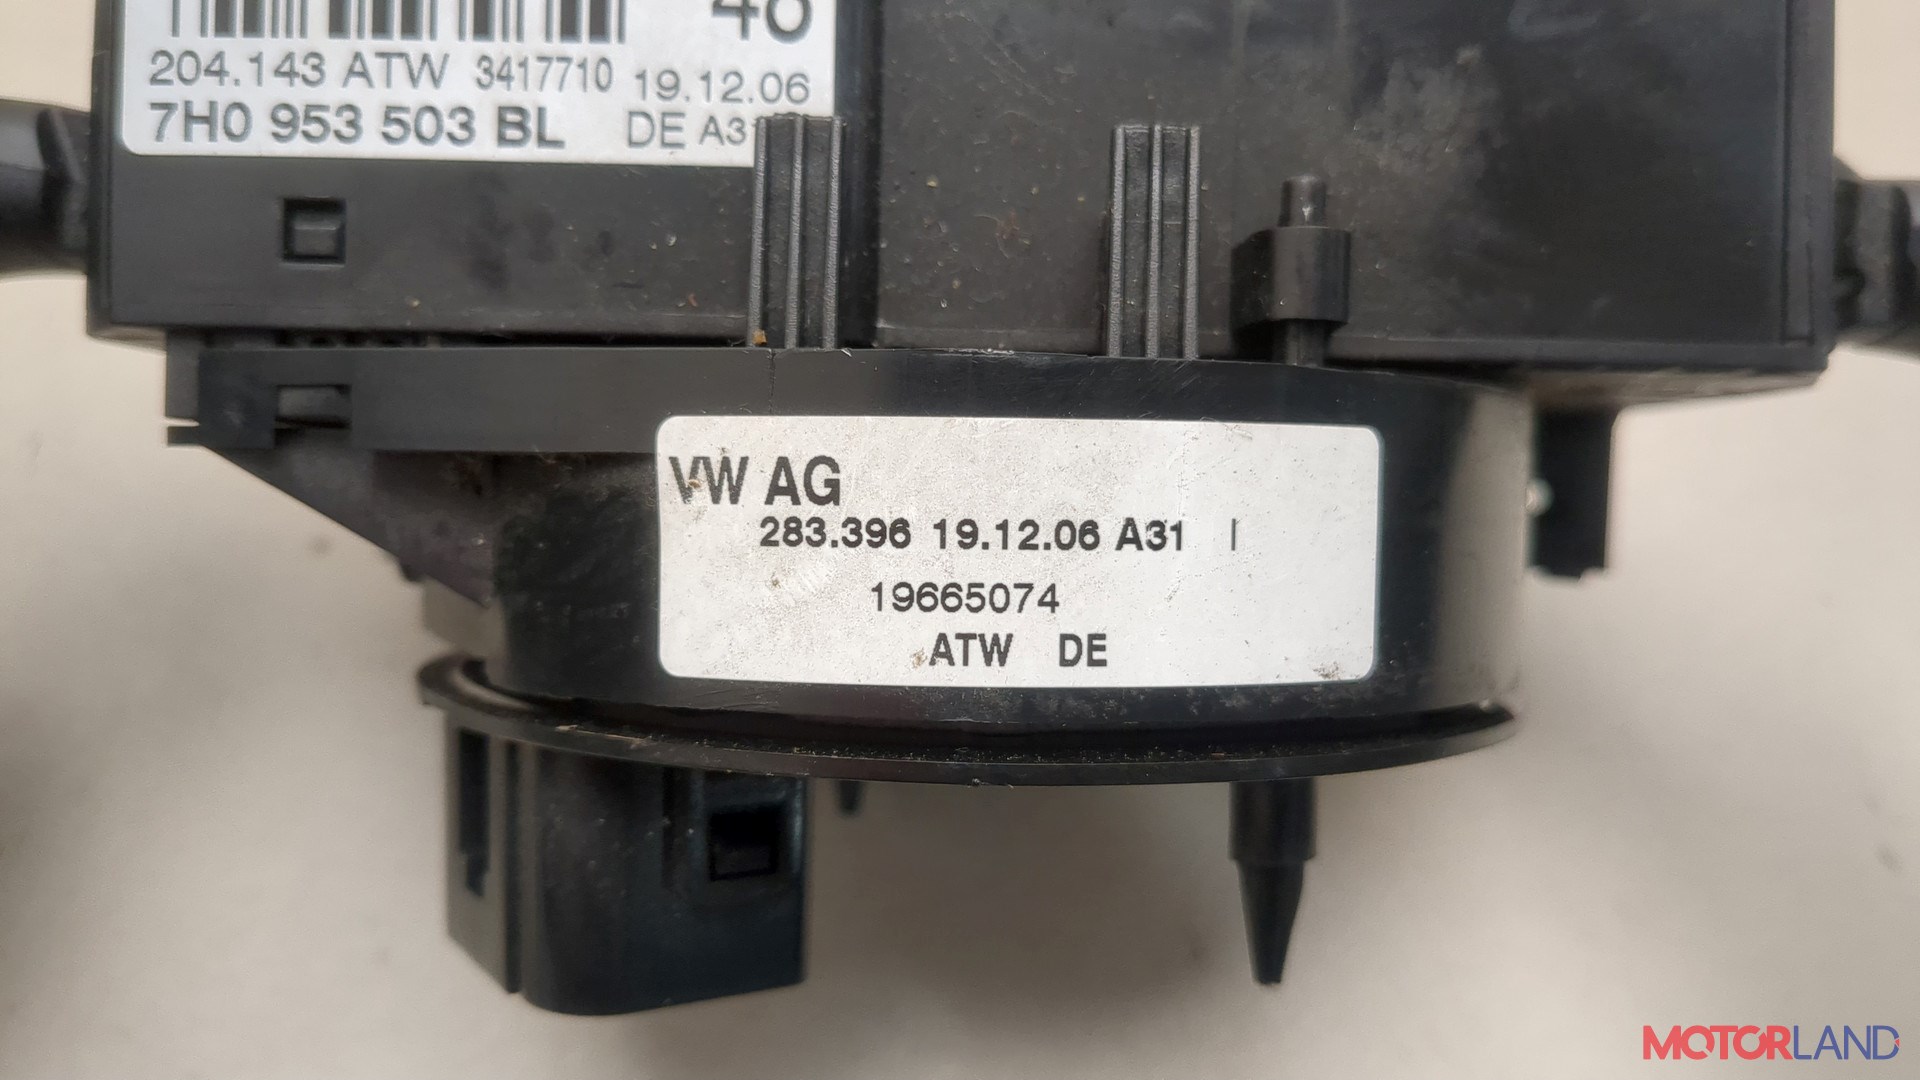 40
204.143 ATW 3417710 19.12.06
7H0 953 503 BL DE A31
VW AG
283.396 19.12.06 A31 I
19665074
ATW DE
MOTORLAND